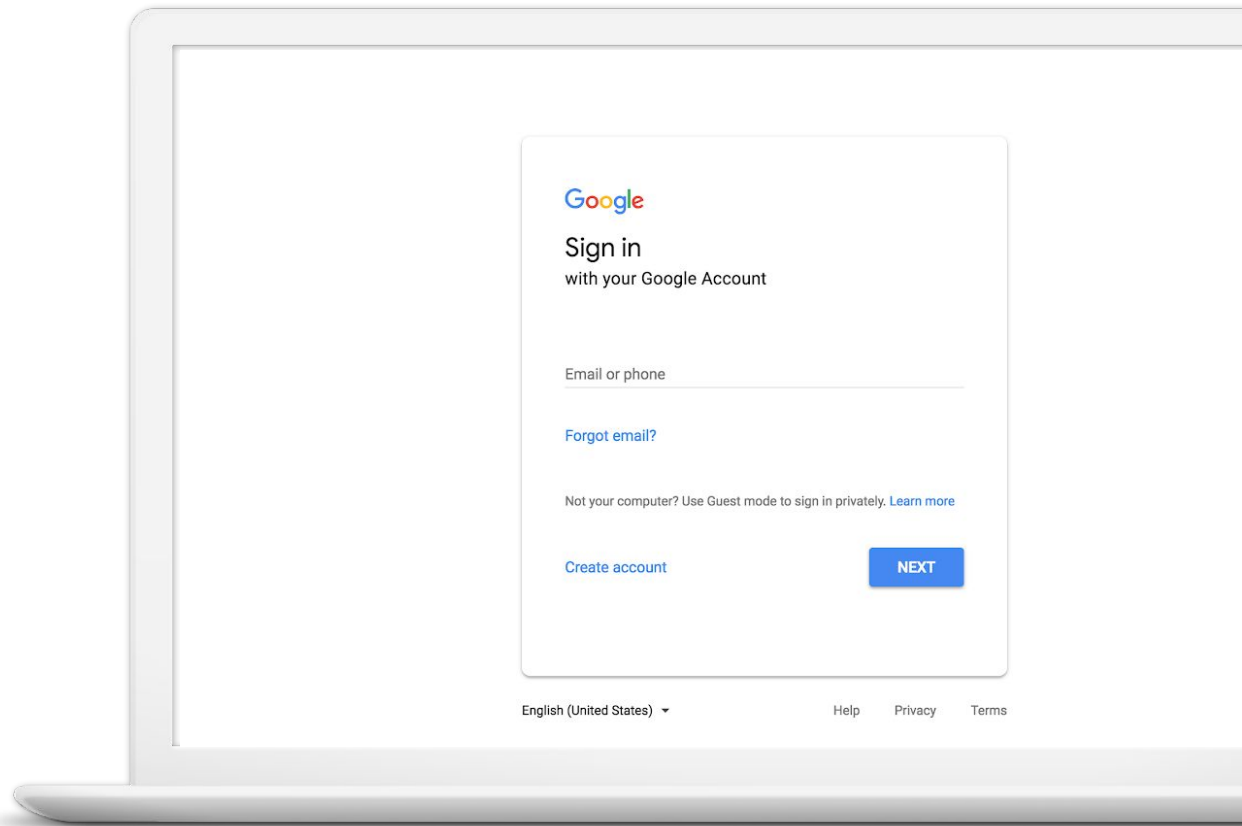 Google
Sign in
with your Google Account
Email or phone
Forgot email?
Not your computer? Use Guest mode to sign in privately. Learn more
Create account NEXT
English (United States) Help Privacy Terms